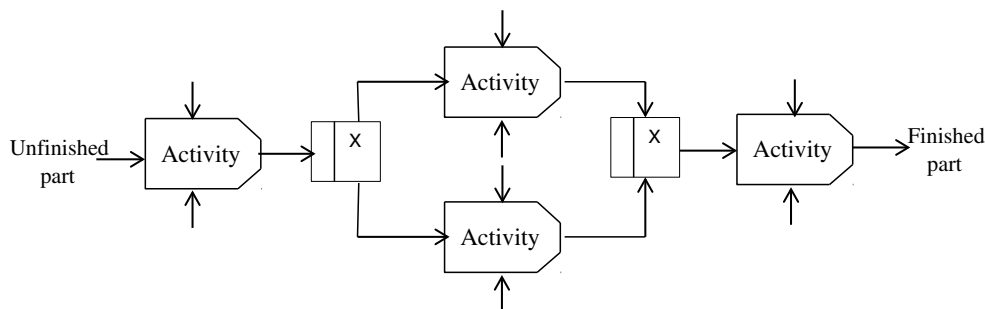 Unfinished
part
Activity
X
Activity
Activity
X
Activity
Finished
part